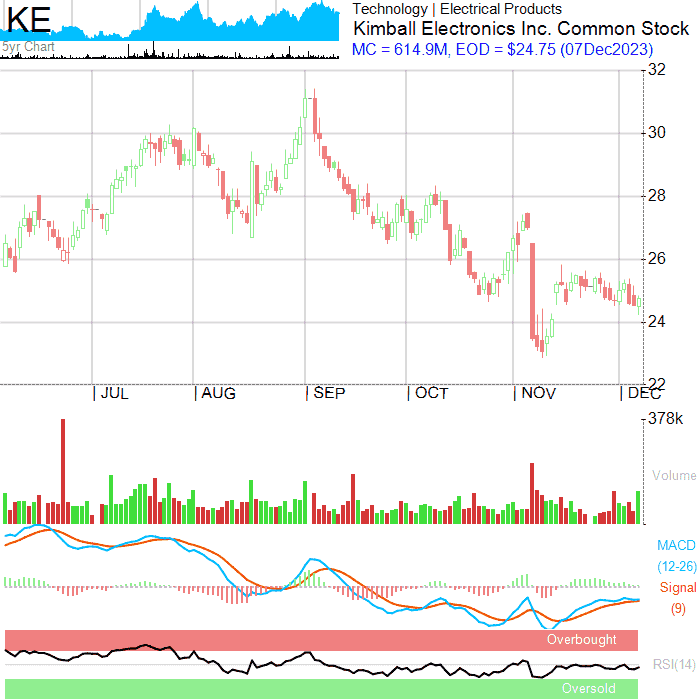 KE
5yr Chart
Technology | Electrical Products
Kimball Electronics Inc. Common Stock
MC = 614.9M, EOD = $24.75 (07Dec2023)
32
30
28
26
24
22
JUL AUG SEP OCT NOV DEC
378k
Volume
MACD
(12-26)
Signal
(9)
Overbought
RSI(14)
Oversold